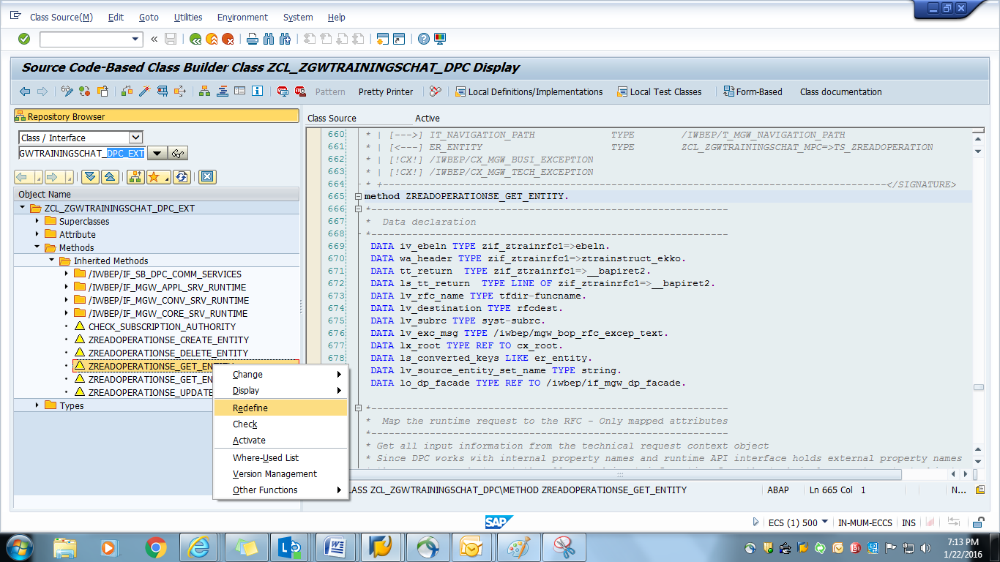 Class Source(M) Edit Goto Utilities Environment System Help
Source Code-Based Class Builder Class ZCL_ZGWTRAININGSCHAT_DPC Display
Pattern Pretty Printer Local Definitions/Implementations Local Test Classes Form-Based Class documentation
Repository Browser
Class / Interface
GWTRAININGSCHAT_DPC_EXT
Object Name
ZCL_ZGWTRAININGSCHAT_DPC_EXT
Superclasses
Attribute
Methods
Inherited Methods
/IWBEP/IF_SB_DPC_COMM_SERVICES
/IWBEP/IF_MGW_APPL_SRV_RUNTIME
/IWBEP/IF_MGW_CONV_SRV_RUNTIME
/IWBEP/IF_MGW_CORE_SRV_RUNTIME
CHECK_SUBSCRIPTION_AUTHORITY
ZREADOPERATIONSE_CREATE_ENTITY
ZREADOPERATIONSE_DELETE_ENTITY
ZREADOPERATIONSE_GET_ENTITY
ZREADOPERATIONSE_GET_EN
ZREADOPERATIONSE_UPDATE
Types
Change
Display
Redefine
Check
Activate
Where-Used List
Version Management
Other Functions
Class Source Active
660 * | [--->] IT_NAVIGATION_PATH TYPE /IWBEP/T_MGW_NAVIGATION_PATH
661 * | [<---] ER_ENTITY TYPE ZCL_ZGWTRAININGSCHAT_MPC=>TS_ZREADOPERATION
662 * | [!CX!] /IWBEP/CX_MGW_BUSI_EXCEPTION
663 * | [!CX!] /IWBEP/CX_MGW_TECH_EXCEPTION
664 * +--------------------------------------------------------------------------------------</SIGNATURE>
665 method ZREADOPERATIONSE_GET_ENTITY.
666 *-------------------------------------------------------------
667 * Data declaration
668 *-------------------------------------------------------------
669 DATA iv_ebeln TYPE zif_ztrainrfc1=>ebeln.
670 DATA wa_header TYPE zif_ztrainrfc1=>ztrainstruct_ekko.
671 DATA tt_return TYPE zif_ztrainrfc1=>__bapiret2.
672 DATA ls_tt_return TYPE LINE OF zif_ztrainrfc1=>__bapiret2.
673 DATA lv_rfc_name TYPE tfdir-funcname.
674 DATA lv_destination TYPE rfcdest.
675 DATA lv_subrc TYPE syst-subrc.
676 DATA lv_exc_msg TYPE /iwbep/mgw_bop_rfc_excep_text.
677 DATA lx_root TYPE REF TO cx_root.
678 DATA ls_converted_keys LIKE er_entity.
DATA lv_source_entity_set_name TYPE string.
DATA lo_dp_facade TYPE REF TO /iwbep/if_mgw_dp_facade.
*-------------------------------------------------------------
* Map the runtime request to the RFC - Only mapped attributes
*-------------------------------------------------------------
* Get all input information from the technical request context object
* Since DPC works with internal property names and runtime API interface holds external property names
LASS ZCL_ZGWTRAININGSCHAT_DPC\METHOD ZREADOPERATIONSE_GET_ENTITY ABAP Ln 665 Col 1 N...
SAP ECS (1) 500 IN-MUM-ECCS INS
7:13 PM
1/22/2016